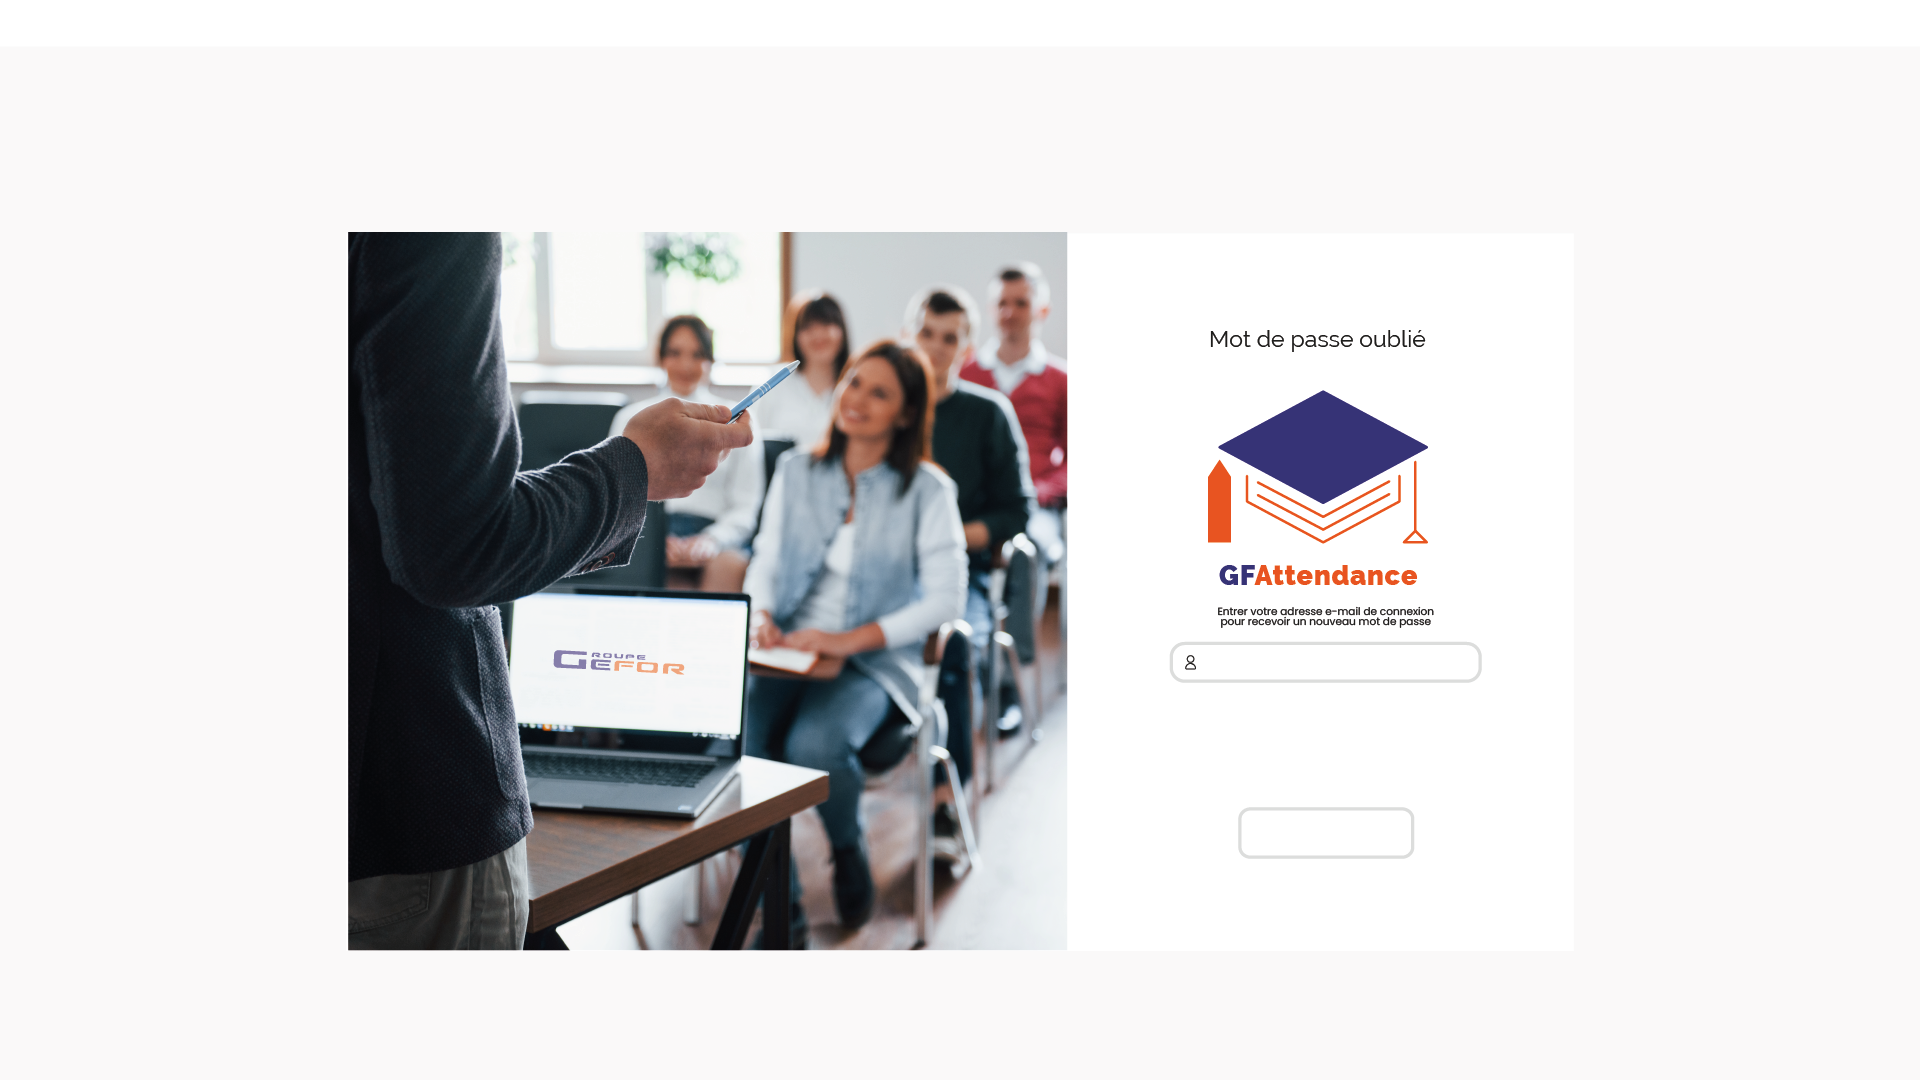 Mot de passe oublié
GFAttendance
Entrer votre adresse e-mail de connexion
pour recevoir un nouveau mot de passe
GROUPE
GEFOR